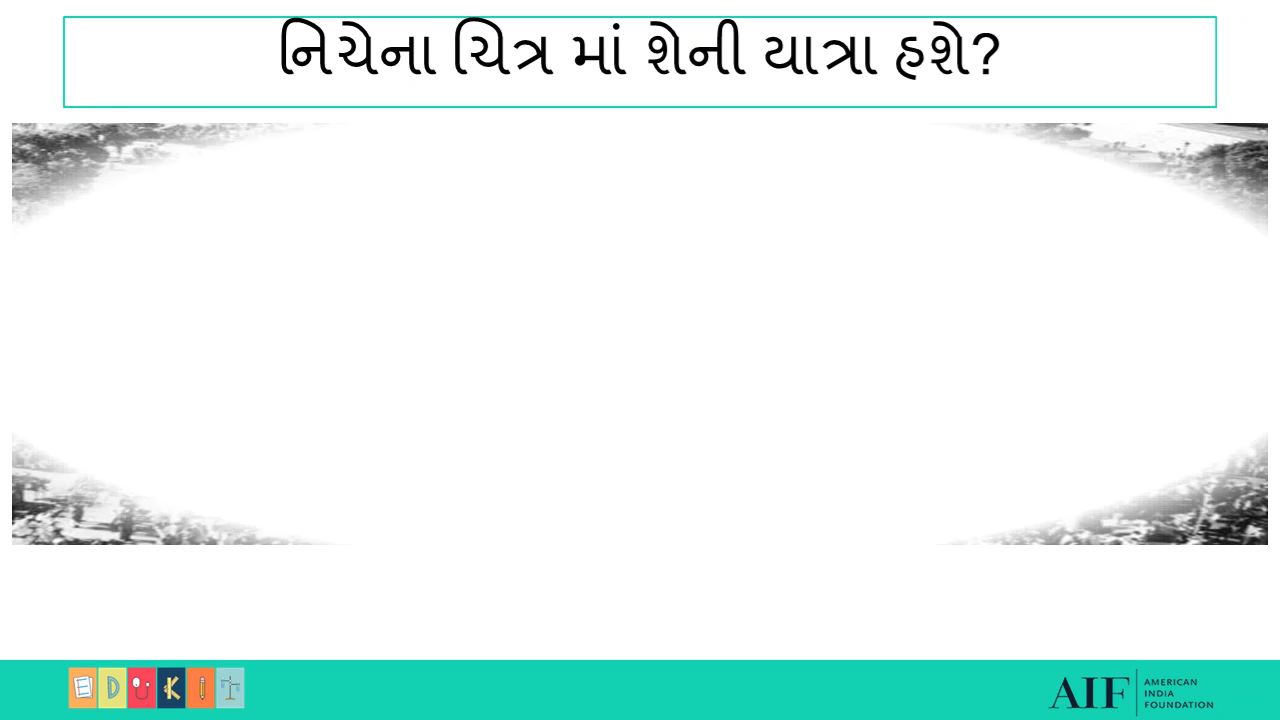 નિચેના ચિત્ર માં શેની યાત્રા હશે?
EDUKIT
AIF
AMERICAN
INDIA
FOUNDATION